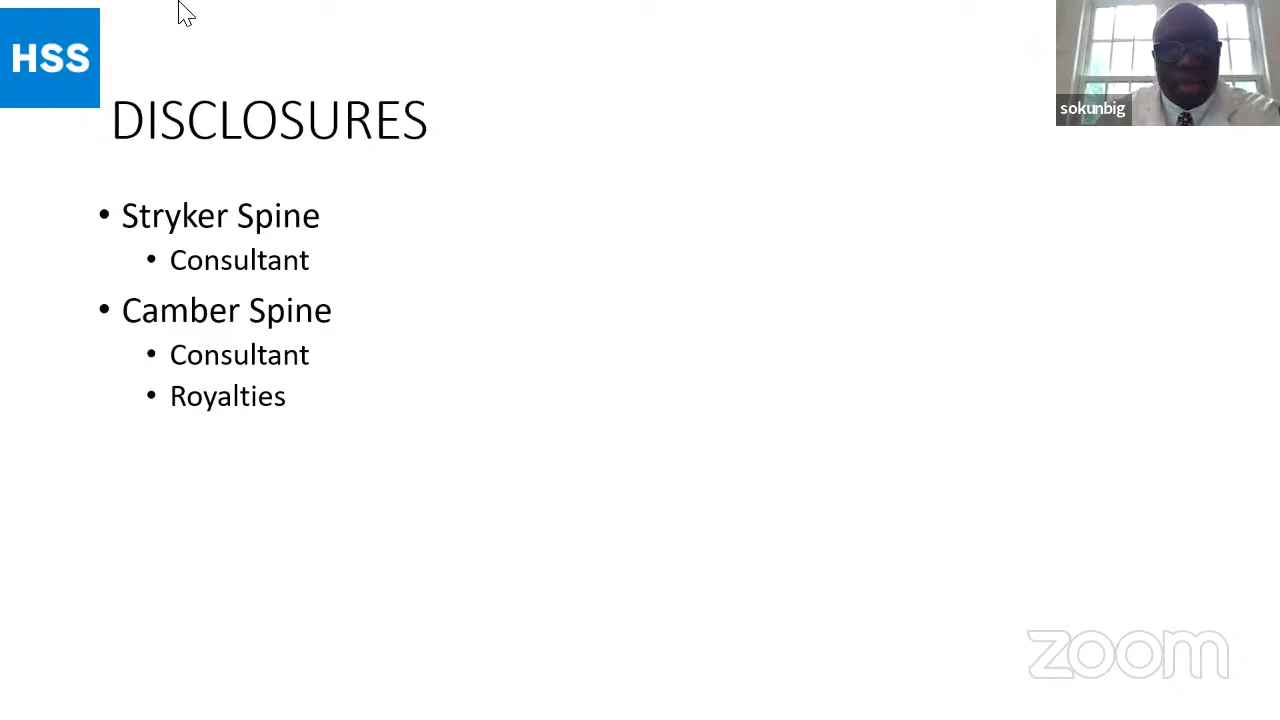 HSS
sokunbig
DISCLOSURES
• Stryker Spine
• Consultant
• Camber Spine
• Consultant
• Royalties
zoom